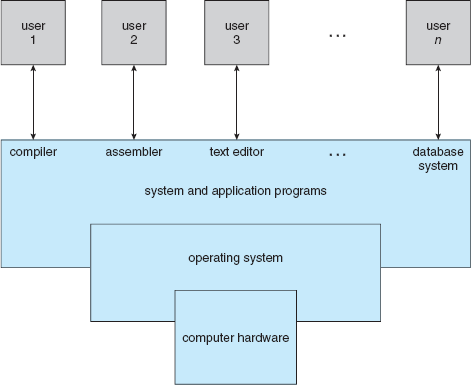 user
1
user
2
user
3
...
user
n
compiler
assembler
text editor
...
database
system
system and application programs
operating system
computer hardware